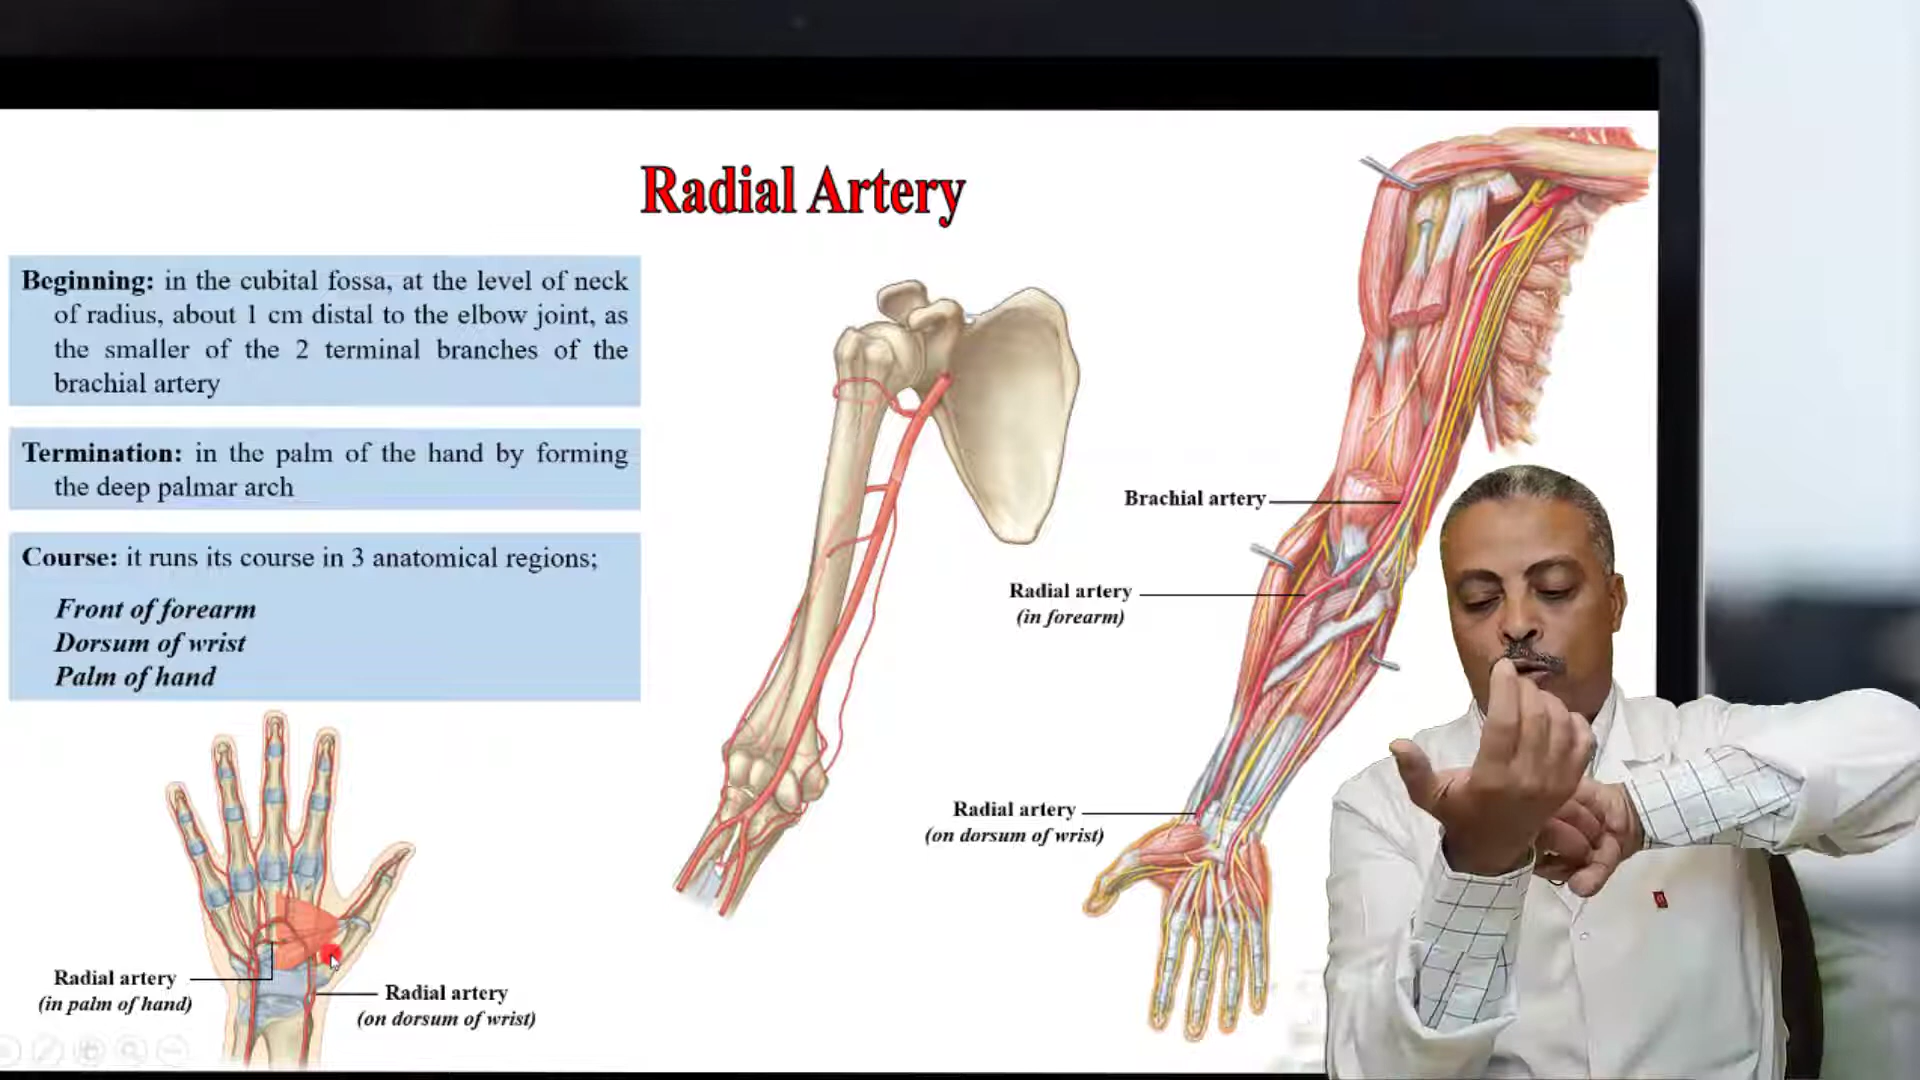 Radial Artery
Beginning: in the cubital fossa, at the level of neck
of radius, about 1 cm distal to the elbow joint, as
the smaller of the 2 terminal branches of the
brachial artery
Termination: in the palm of the hand by forming
the deep palmar arch
Course: it runs its course in 3 anatomical regions;
Front of forearm
Dorsum of wrist
Palm of hand
Brachial artery
Radial artery
(in forearm)
Radial artery
(on dorsum of wrist)
Radial artery
(in palm of hand)
Radial artery
(on dorsum of wrist)